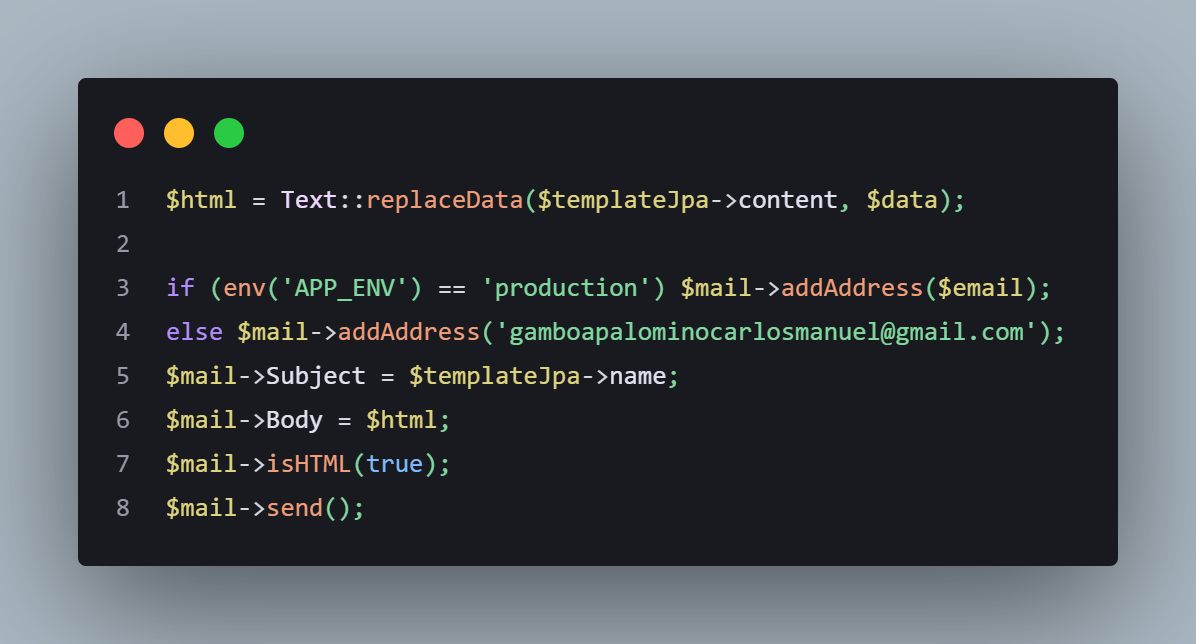 1 $html = Text::replaceData($templateJpa->content, $data);
2
3 if (env('APP_ENV') == 'production') $mail->addAddress($email);
4 else $mail->addAddress('gamboapalominocarlosmanuel@gmail.com');
5 $mail->Subject = $templateJpa->name;
6 $mail->Body = $html;
7 $mail->isHTML(true);
8 $mail->send();